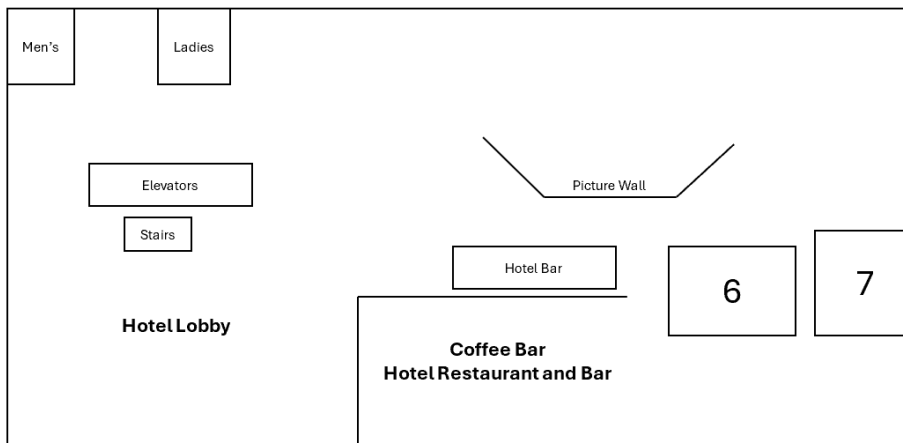 Men’s
Ladies
Elevators
Picture Wall
Stairs
Hotel Bar
6
7
Hotel Lobby
Coffee Bar
Hotel Restaurant and Bar